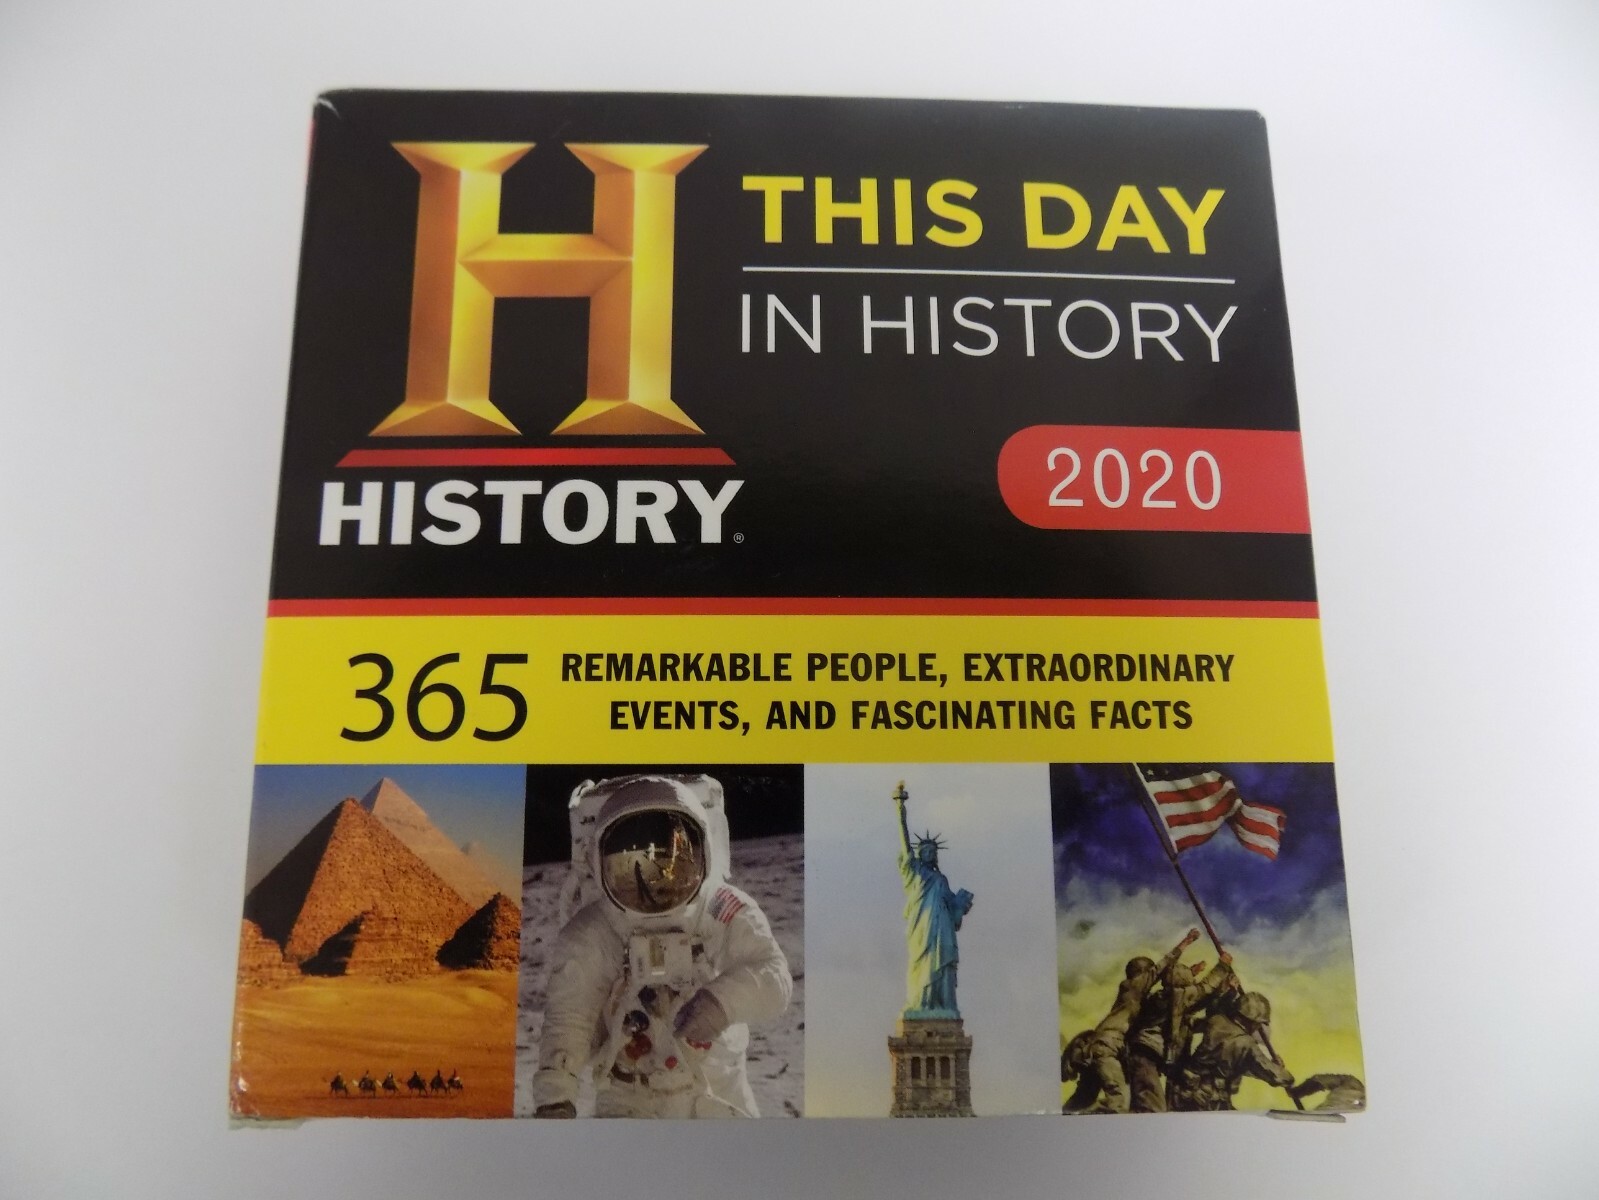 THIS DAY
IN HISTORY
HISTORY®
2020
365 REMARKABLE PEOPLE, EXTRAORDINARY
EVENTS, AND FASCINATING FACTS